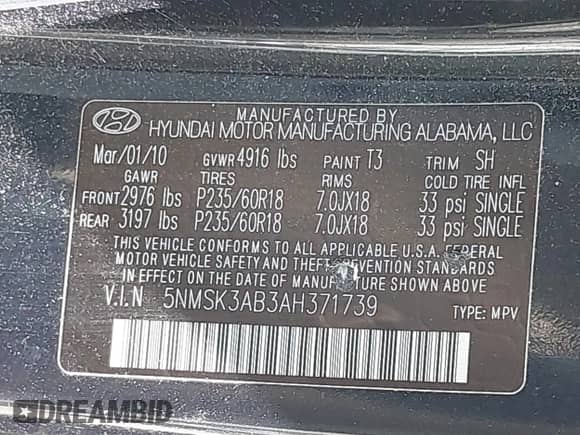 MANUFACTURED BY
HYUNDAI MOTOR MANUFACTURING ALABAMA, LLC
Mar/01/10 GVWR 4916 lbs PAINT T3 TRIM SH
GAWR TIRES RIMS COLD TIRE INFL
FRONT 2976 lbs P235/60R18 7.0JX18 33 psi SINGLE
REAR 3197 lbs P235/60R18 7.0JX18 33 psi SINGLE
THIS VEHICLE CONFORMS TO ALL APPLICABLE U.S.A. FEDERAL
MOTOR VEHICLE SAFETY AND THEFT PREVENTION STANDARDS
IN EFFECT ON THE DATE OF MANUFACTURE SHOWN ABOVE
V.I.N 5NMSK3AB3AH371739 TYPE: MPV
DREAMBID